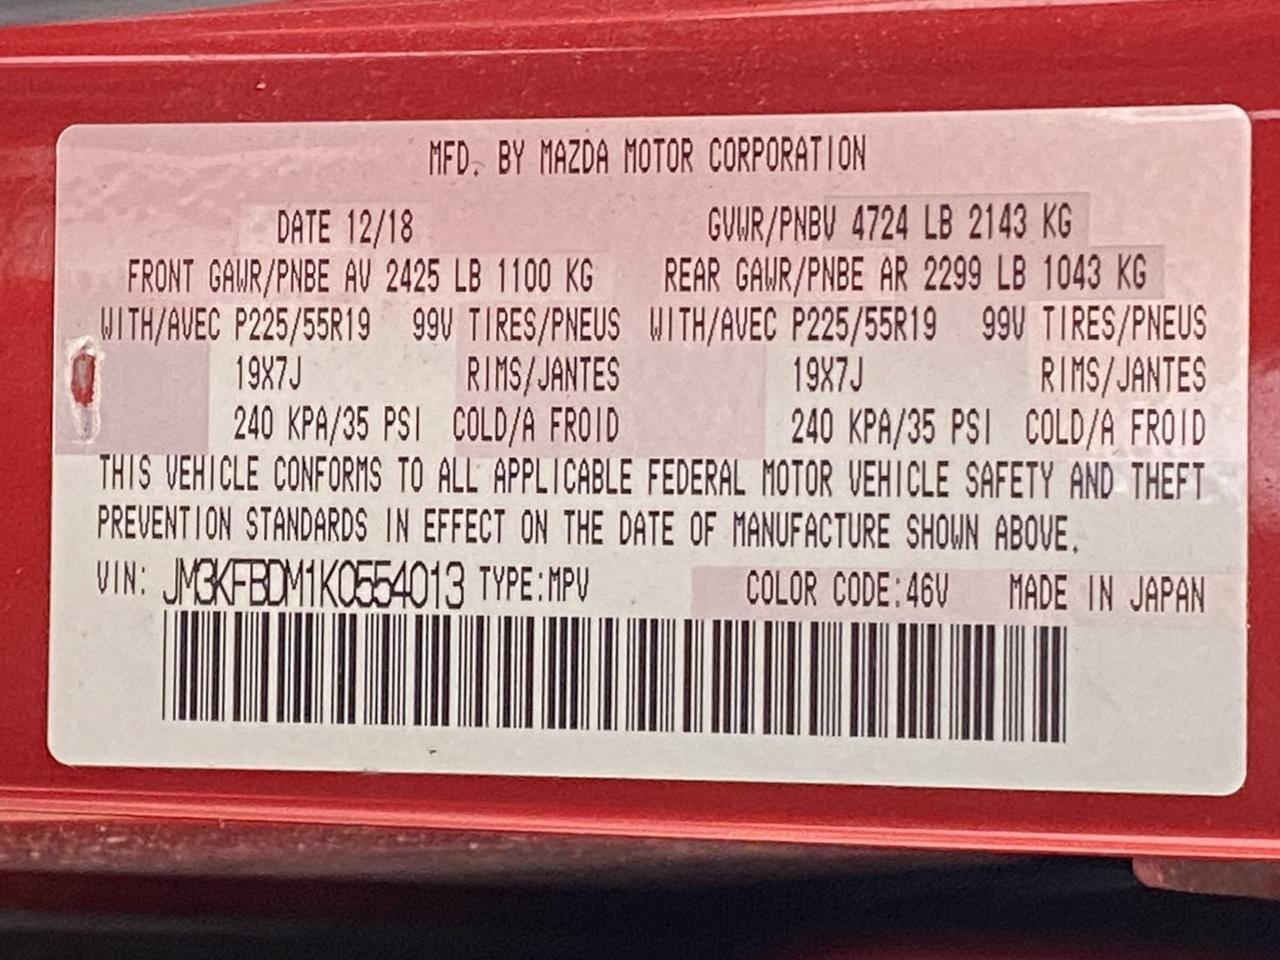 MFD. BY MAZDA MOTOR CORPORATION
DATE 12/18 GVWR/PNBV 4724 LB 2143 KG
FRONT GAWR/PNBE AV 2425 LB 1100 KG REAR GAWR/PNBE AR 2299 LB 1043 KG
WITH/AVEC P225/55R19 99V TIRES/PNEUS WITH/AVEC P225/55R19 99V TIRES/PNEUS
19X7J RIMS/JANTES 19X7J RIMS/JANTES
240 KPA/35 PSI COLD/A FROID 240 KPA/35 PSI COLD/A FROID
THIS VEHICLE CONFORMS TO ALL APPLICABLE FEDERAL MOTOR VEHICLE SAFETY AND THEFT
PREVENTION STANDARDS IN EFFECT ON THE DATE OF MANUFACTURE SHOWN ABOVE.
VIN: JM3KFBDM1K0554013 TYPE:MPV COLOR CODE:46V MADE IN JAPAN